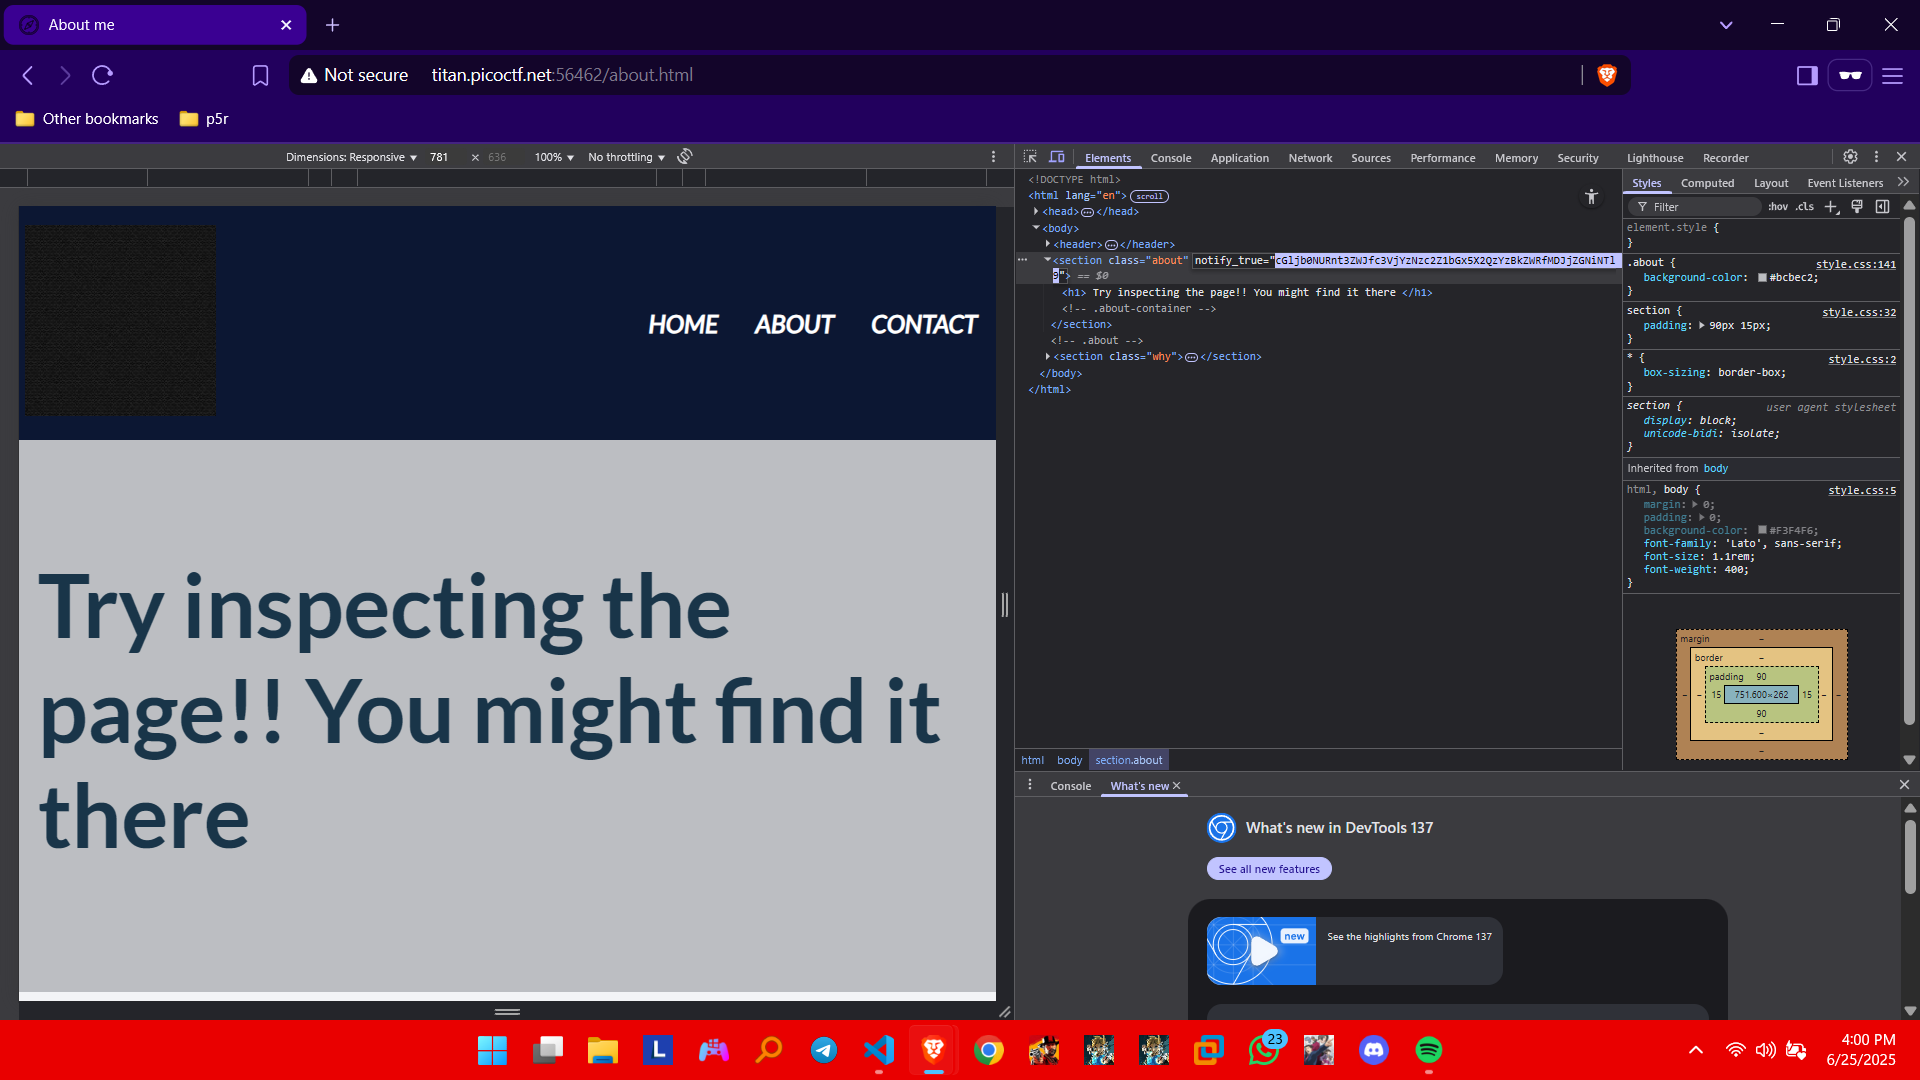 About me
Not secure
titan.picoctf.net:56462/about.html
Other bookmarks
p5r
Dimensions: Responsive ▼ 781 × 636 100% ▼ No throttling ▼
HOME ABOUT CONTACT
Try inspecting the
page!! You might find it
there
Elements Console Application Network Sources Performance Memory Security Lighthouse Recorder
<!DOCTYPE html>
<html lang="en"> scroll
<head> … </head>
<body>
<header> … </header>
<section class="about" notify_true="cGljb0NURnt3ZWJfc3VjYzNzc2Z1bGx5X2QzYzBkZWRfMDJjZGNiNTl
9"> == $0
<h1> Try inspecting the page!! You might find it there </h1>
<!-- .about-container -->
</section>
<!-- .about -->
<section class="why"> … </section>
</body>
</html>
html body section.about
Styles Computed Layout Event Listeners
Filter :hov .cls
element.style {
}
.about { style.css:141
background-color: #bcbec2;
}
section { style.css:32
padding: 90px 15px;
}
* { style.css:2
box-sizing: border-box;
}
section { user agent stylesheet
display: block;
unicode-bidi: isolate;
}
Inherited from body
html, body { style.css:5
margin: 0;
padding: 0;
background-color: #F3F4F6;
font-family: 'Lato', sans-serif;
font-size: 1.1rem;
font-weight: 400;
}
margin –
border –
padding 90
– – 15 751.600×262 15 – –
90
–
–
Console What's new
What's new in DevTools 137
See all new features
new
See the highlights from Chrome 137
L
23
4:00 PM
6/25/2025